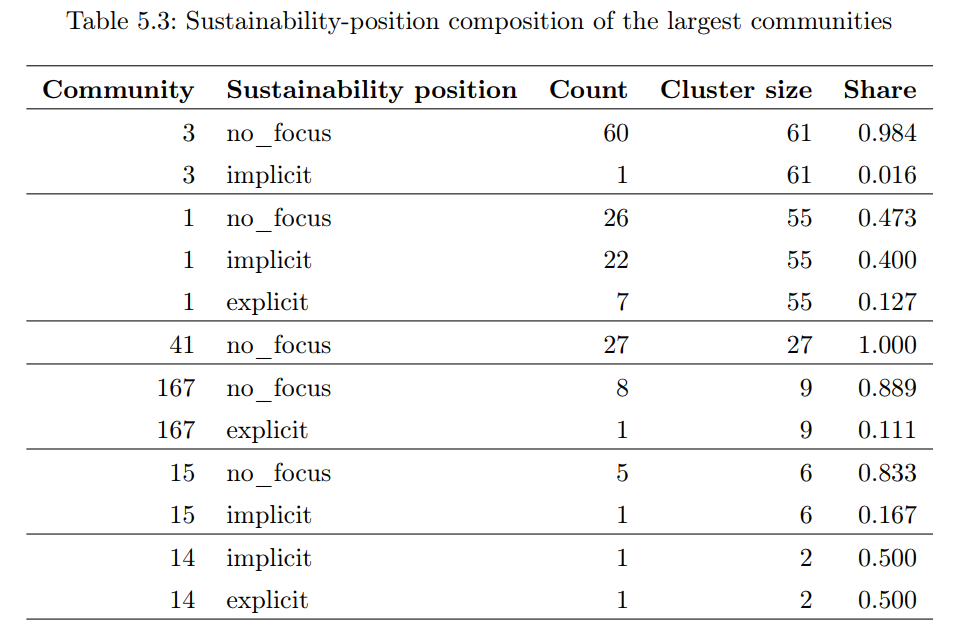 Table 5.3: Sustainability-position composition of the largest communities
Community Sustainability position Count Cluster size Share
3 no_focus 60 61 0.984
3 implicit 1 61 0.016
1 no_focus 26 55 0.473
1 implicit 22 55 0.400
1 explicit 7 55 0.127
41 no_focus 27 27 1.000
167 no_focus 8 9 0.889
167 explicit 1 9 0.111
15 no_focus 5 6 0.833
15 implicit 1 6 0.167
14 implicit 1 2 0.500
14 explicit 1 2 0.500